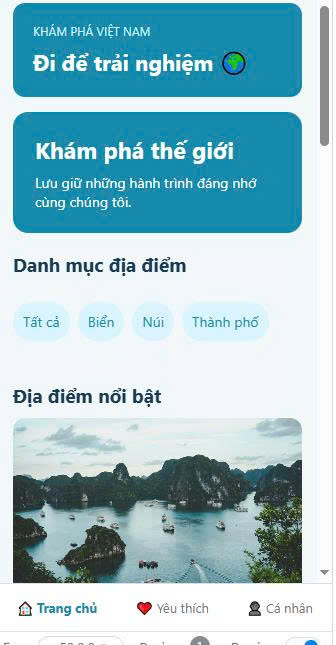 KHÁM PHÁ VIỆT NAM
Đi để trải nghiệm
Khám phá thế giới
Lưu giữ những hành trình đáng nhớ
cùng chúng tôi.
Danh mục địa điểm
Tất cả Biển Núi Thành phố
Địa điểm nổi bật
Trang chủ Yêu thích Cá nhân